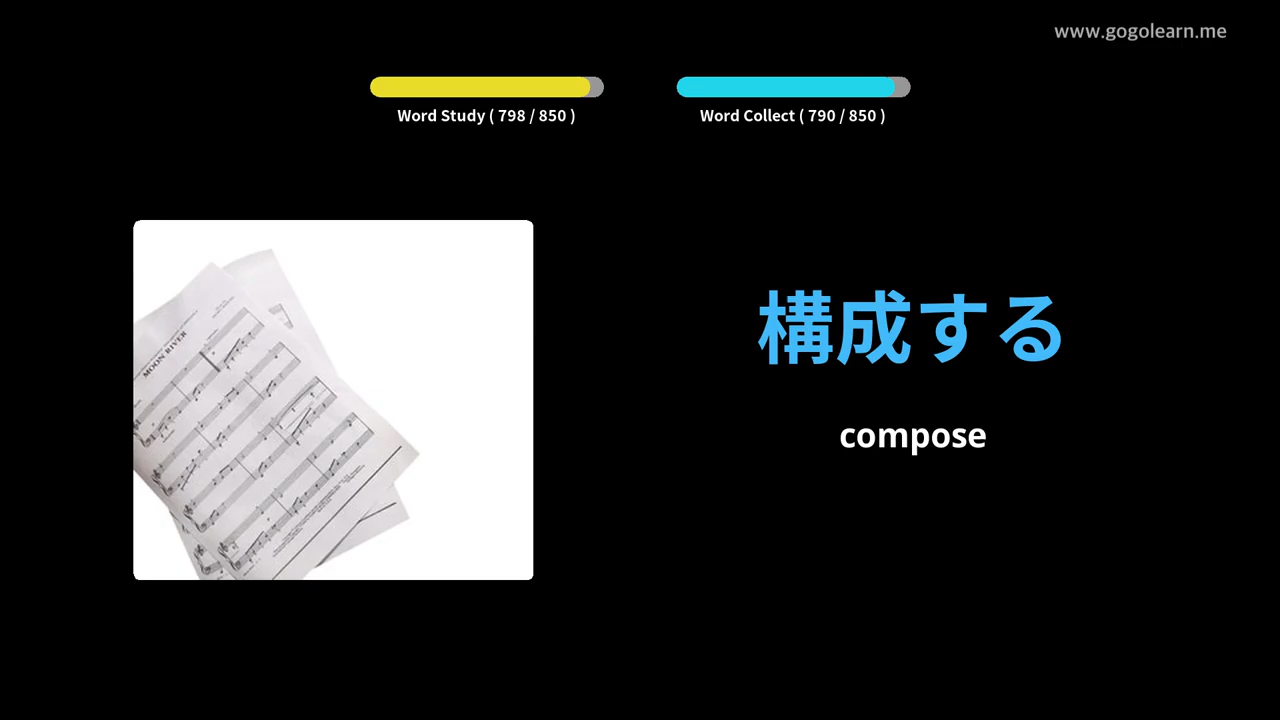 www.gogolearn.me
Word Study ( 798 / 850 )
Word Collect ( 790 / 850 )
MOON RIVER
構成する
compose